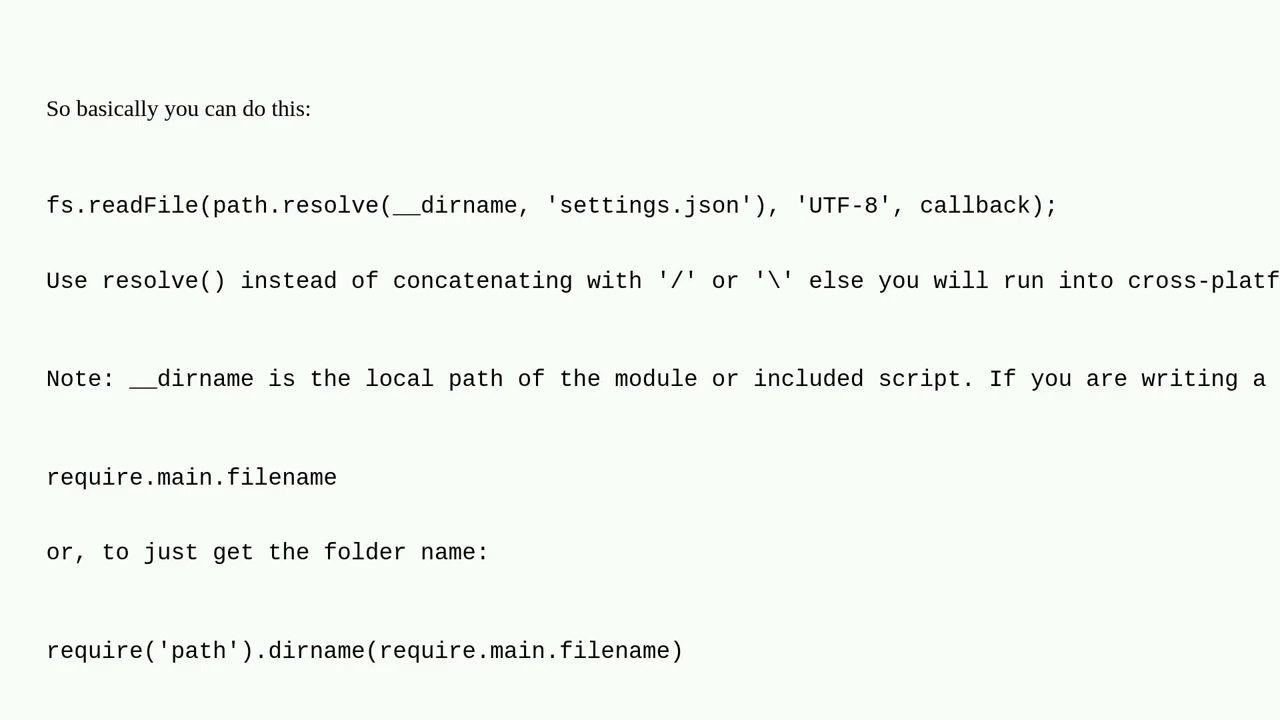 So basically you can do this:
fs.readFile(path.resolve(__dirname, 'settings.json'), 'UTF-8', callback);
Use resolve() instead of concatenating with '/' or '\' else you will run into cross-platf
Note: __dirname is the local path of the module or included script. If you are writing a
require.main.filename
or, to just get the folder name:
require('path').dirname(require.main.filename)